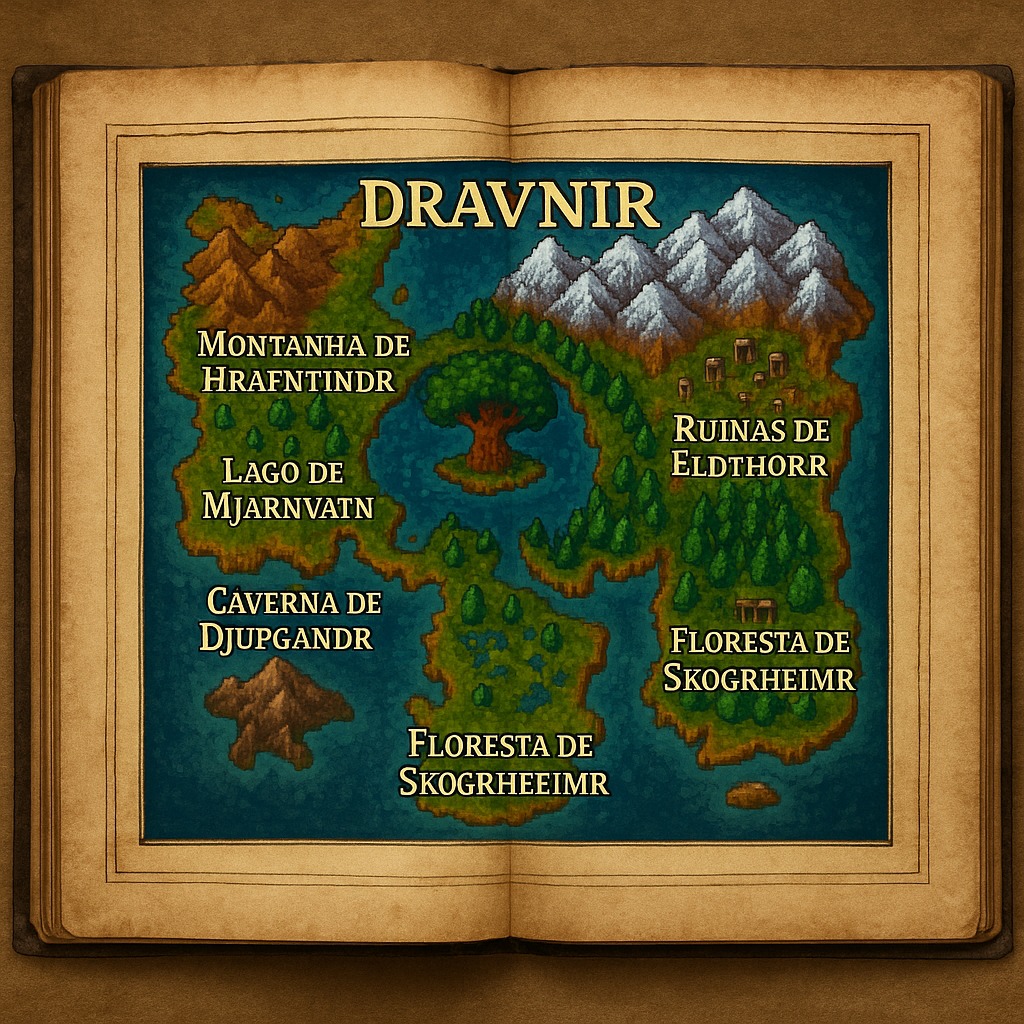 DRAVNIR
MONTANHA DE
HRAFNTINDR
RUINAS DE
ELDTHORR
LAGO DE
MJARNVATN
CAVERNA DE
DJUPGANDR
FLORESTA DE
SKOGRHEIMR
FLORESTA DE
SKOGRHEEIMR